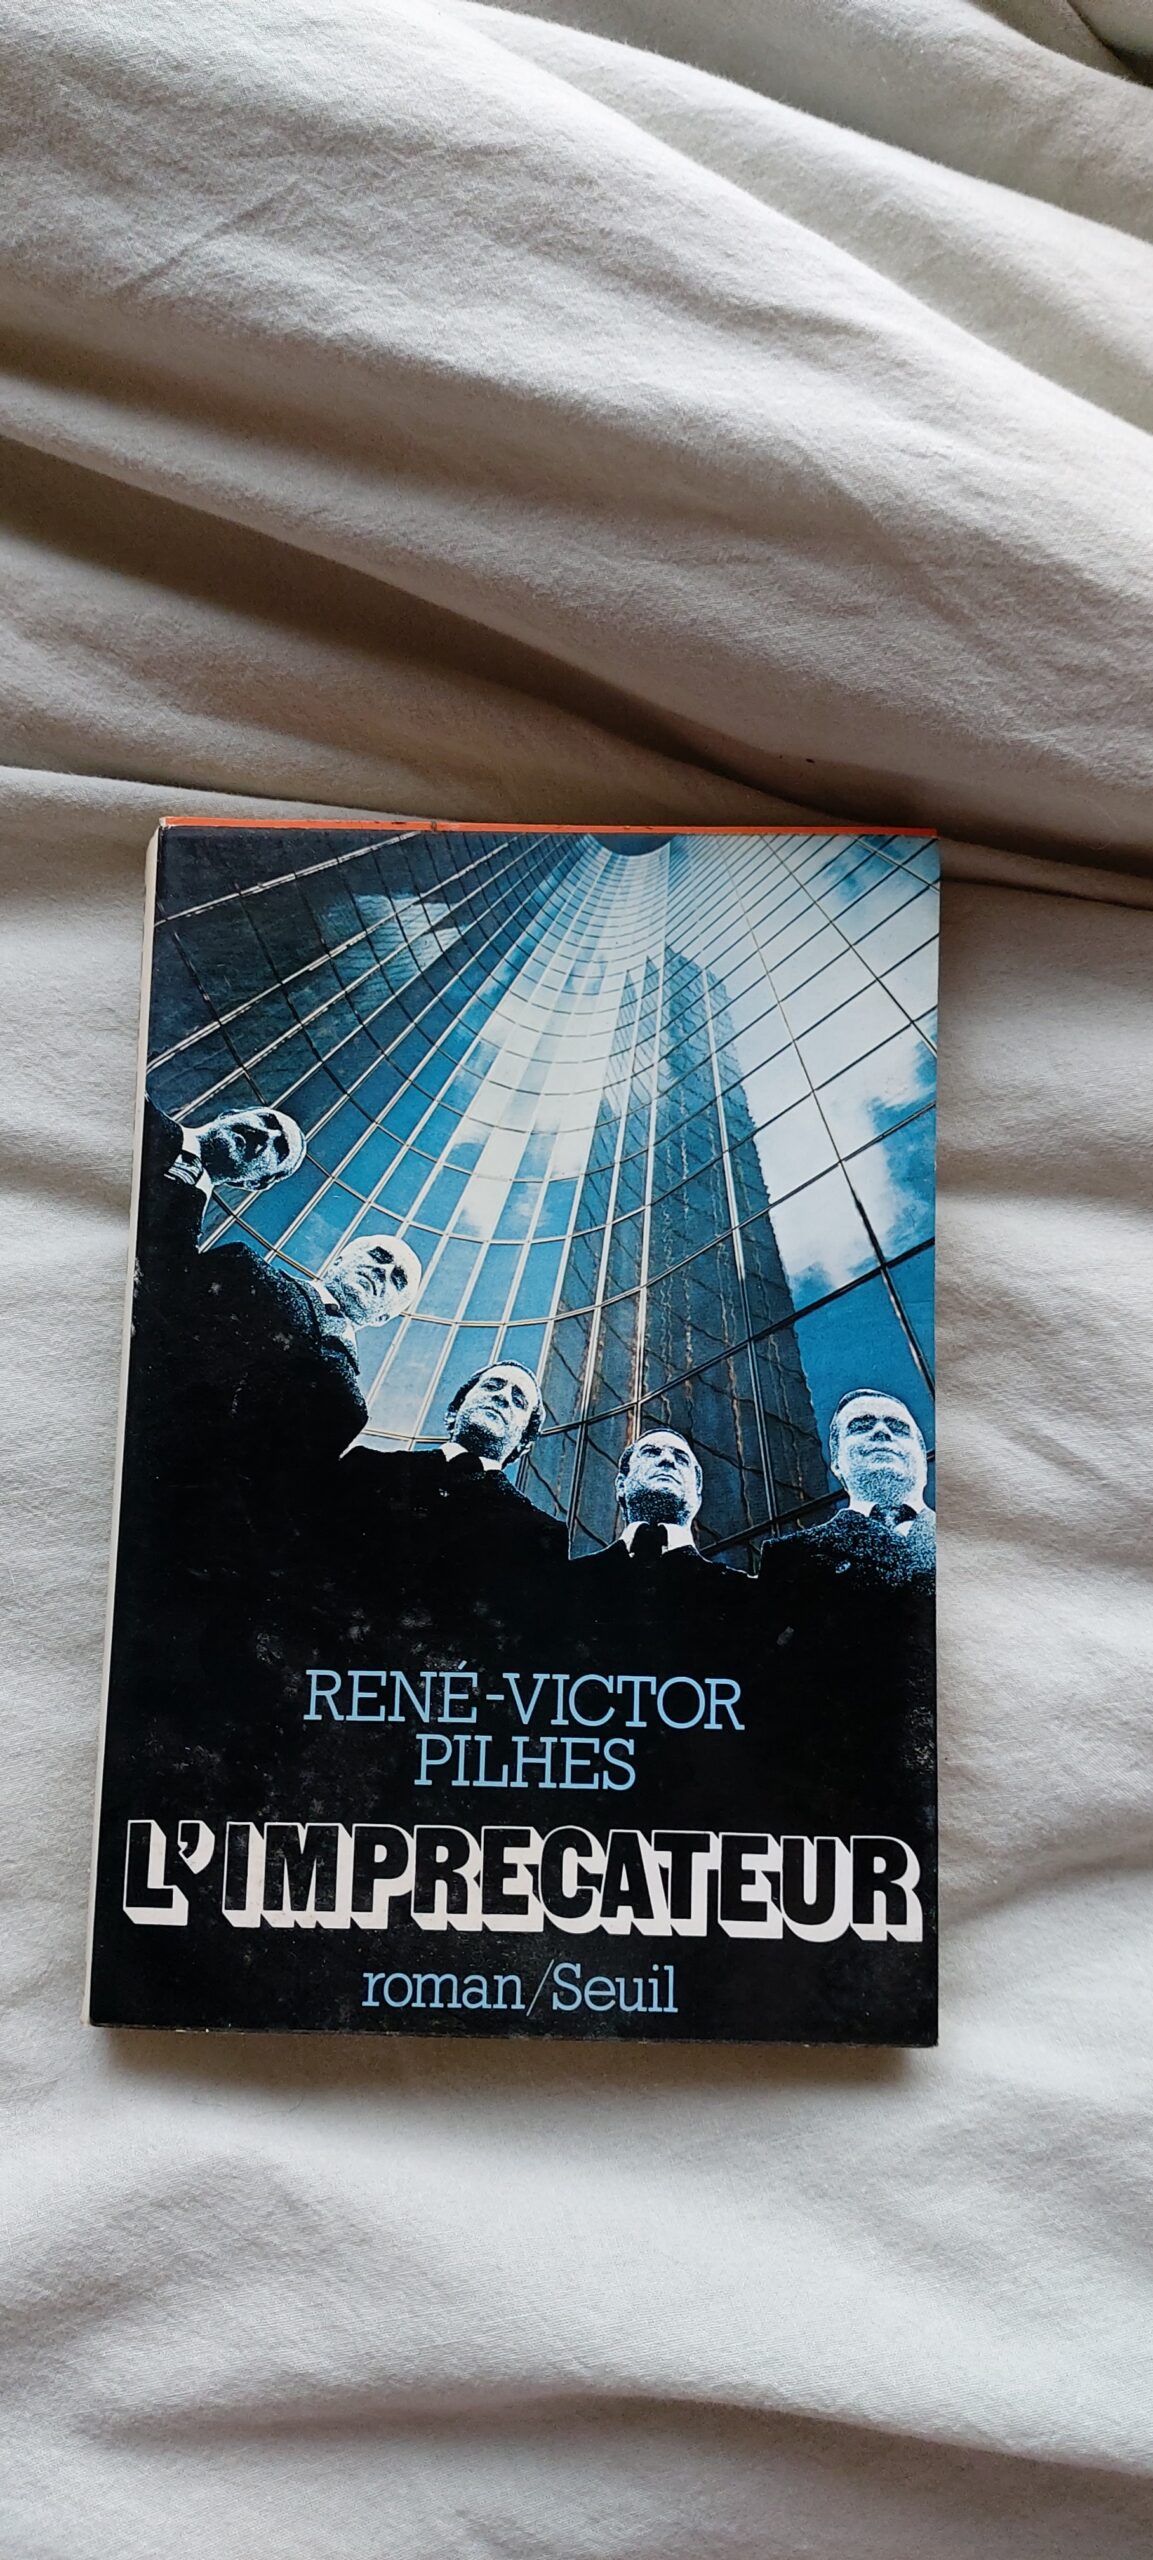 RENÉ-VICTOR
PILHES
L'IMPRECATEUR
roman/Seuil